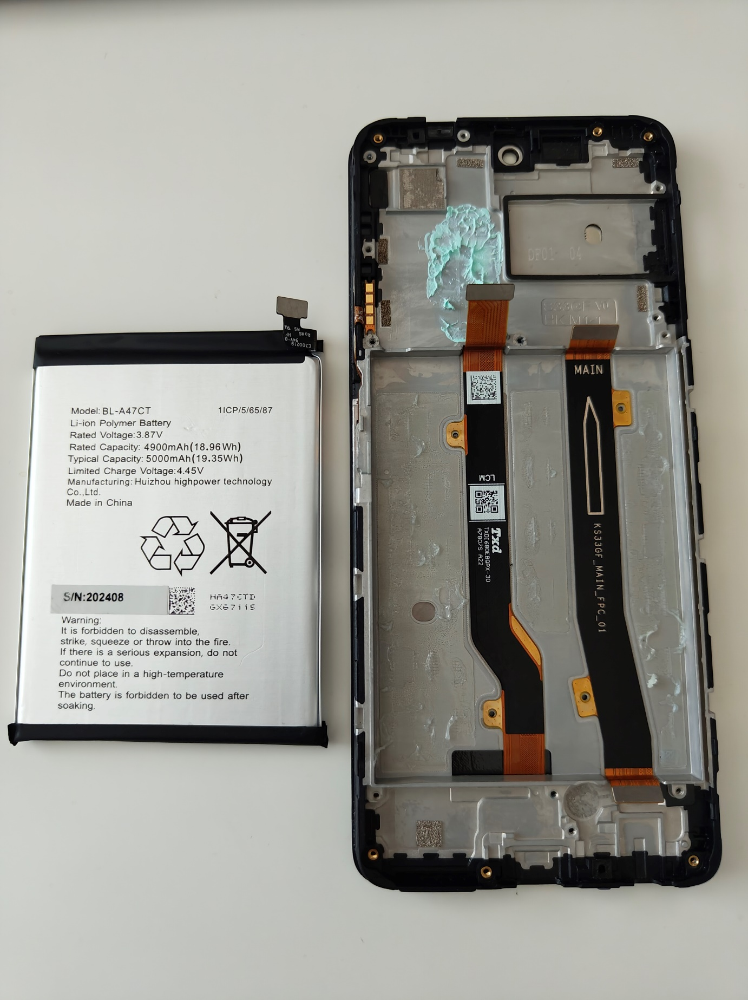 E300219
94V-0 HF
RoHS RS
Model: BL-A47CT 1ICP/5/65/87
Li-ion Polymer Battery
Rated Voltage:3.87V
Rated Capacity: 4900mAh(18.96Wh)
Typical Capacity: 5000mAh(19.35Wh)
Limited Charge Voltage:4.45V
Manufacturing: Huizhou highpower technology
Co.,Ltd.
Made in China
S/N:202408
HA47CTD
GX67115
Warning:
It is forbidden to disassemble,
strike, squeeze or throw into the fire.
If there is a serious expansion, do not
continue to use.
Do not place in a high-temperature
environment.
The battery is forbidden to be used after
soaking.
DFC1 04
HK M1-1
MAIN
LCM
Txd
TXDI680EBQPX-30
A7807S A22
KS33GF_MAIN_FPC_01